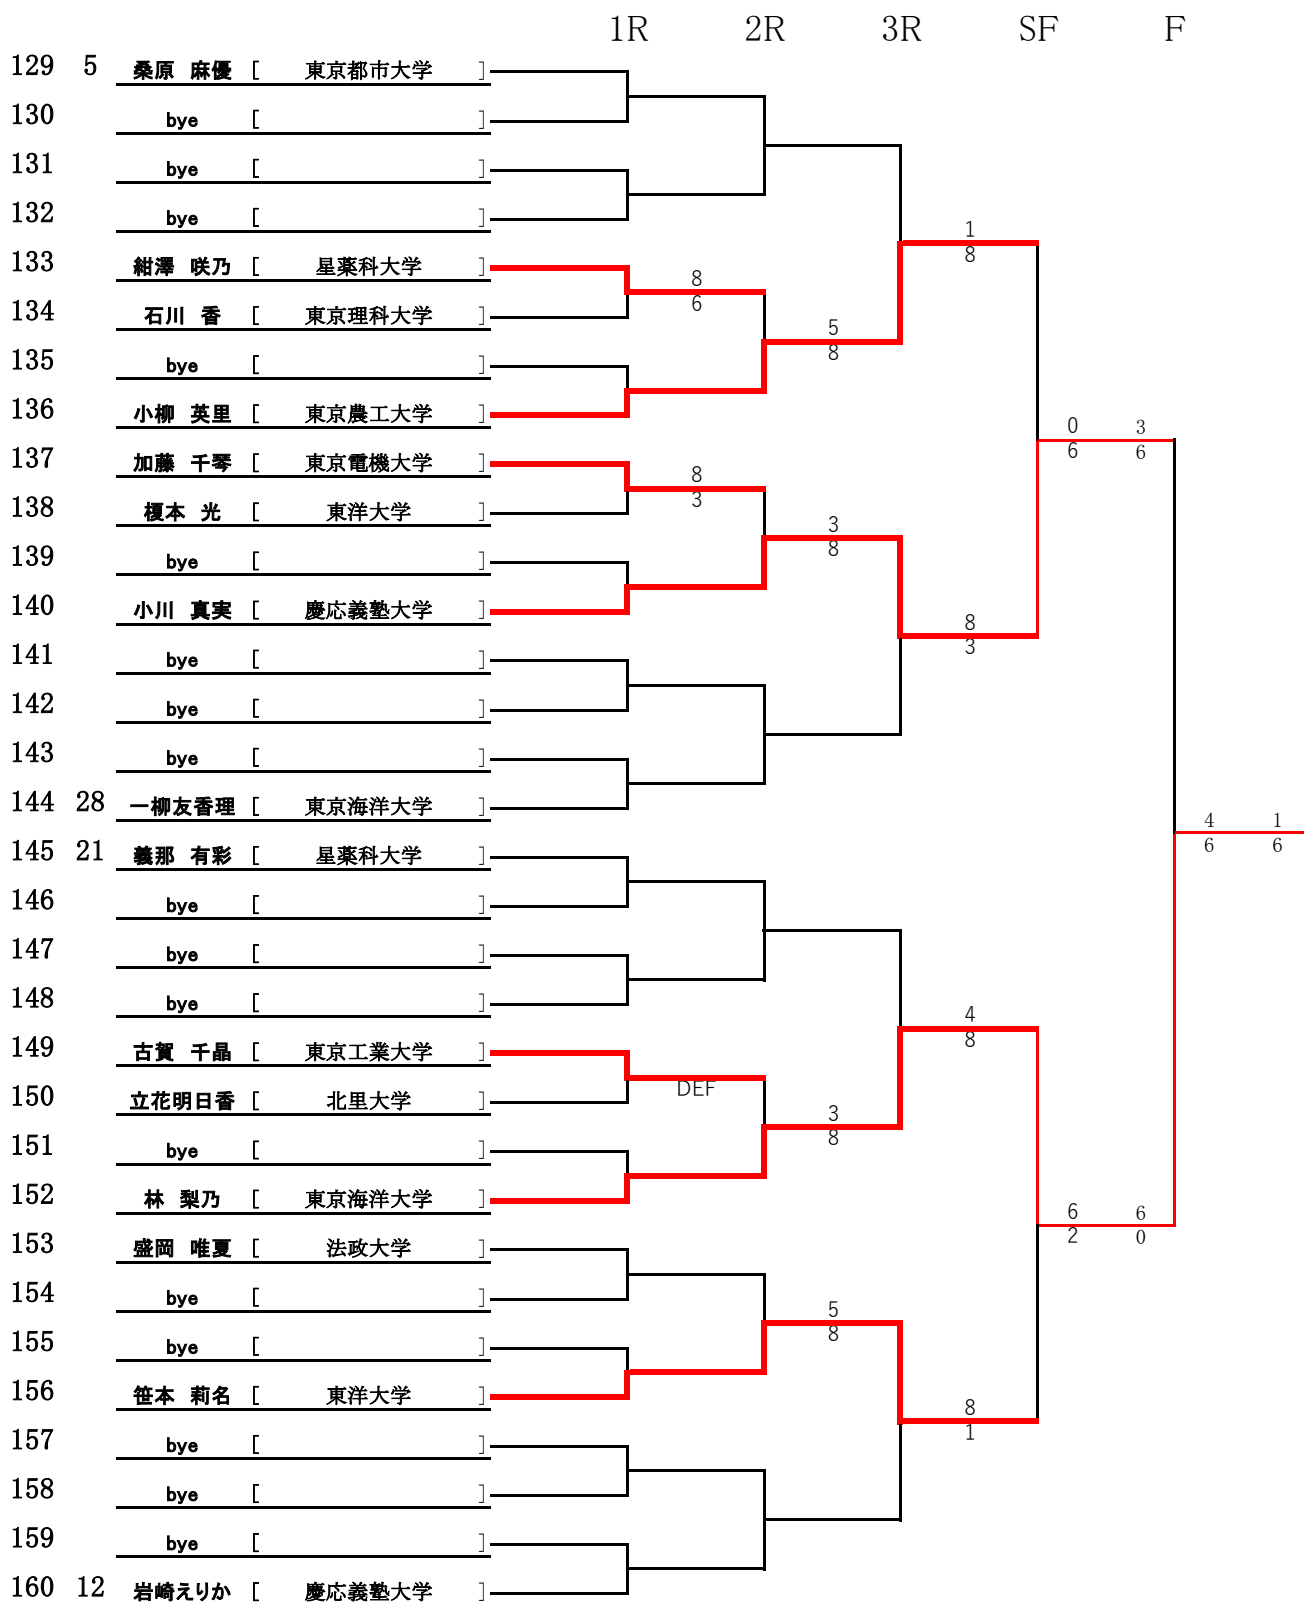 1R 2R 3R SF F
129 5 桑原 麻優 [ 東京都市大学 ]
130 bye [ ]
131 bye [ ]
132 bye [ ]
1
8
133 紺澤 咲乃 [ 星薬科大学 ]
8
6
134 石川 香 [ 東京理科大学 ]
5
8
135 bye [ ]
136 小柳 英里 [ 東京農工大学 ]
0 3
6 6
137 加藤 千琴 [ 東京電機大学 ]
8
3
138 榎本 光 [ 東洋大学 ]
3
8
139 bye [ ]
140 小川 真実 [ 慶応義塾大学 ]
8
3
141 bye [ ]
142 bye [ ]
143 bye [ ]
144 28 一柳友香理 [ 東京海洋大学 ]
4 1
6 6
145 21 義那 有彩 [ 星薬科大学 ]
146 bye [ ]
147 bye [ ]
148 bye [ ]
4
8
149 古賀 千晶 [ 東京工業大学 ]
DEF
150 立花明日香 [ 北里大学 ]
3
8
151 bye [ ]
152 林 梨乃 [ 東京海洋大学 ]
6 6
2 0
153 盛岡 唯夏 [ 法政大学 ]
154 bye [ ]
5
8
155 bye [ ]
156 笹本 莉名 [ 東洋大学 ]
8
1
157 bye [ ]
158 bye [ ]
159 bye [ ]
160 12 岩崎えりか [ 慶応義塾大学 ]